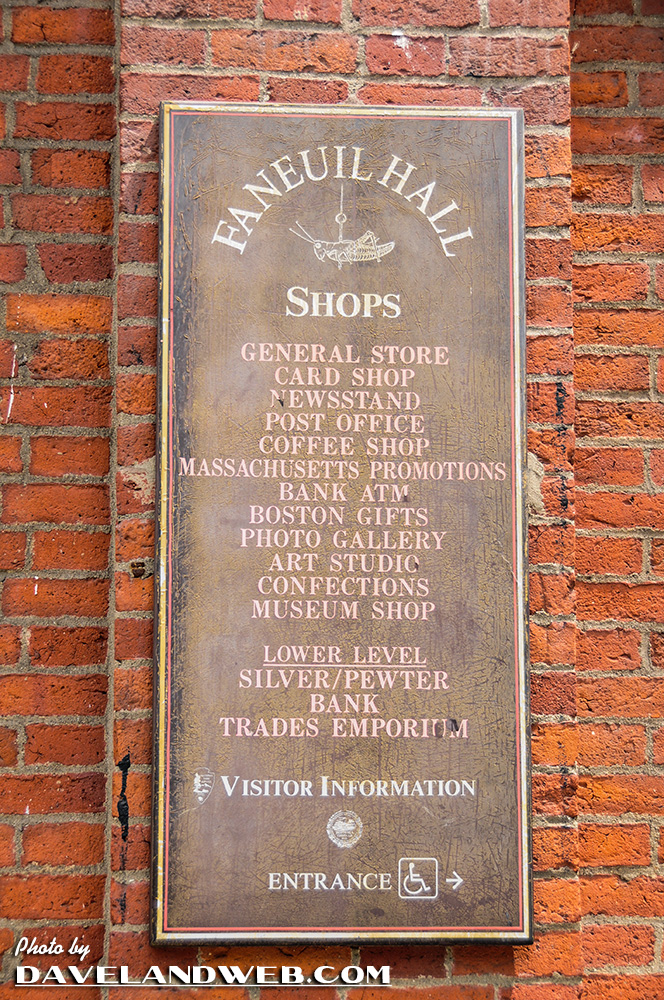 FANEUIL HALL
SHOPS
GENERAL STORE
CARD SHOP
NEWSSTAND
POST OFFICE
COFFEE SHOP
MASSACHUSETTS PROMOTIONS
BANK ATM
BOSTON GIFTS
PHOTO GALLERY
ART STUDIO
CONFECTIONS
MUSEUM SHOP
LOWER LEVEL
SILVER/PEWTER
BANK
TRADES EMPORIUM
VISITOR INFORMATION
ENTRANCE
Photo by
DAVELANDWEB.COM